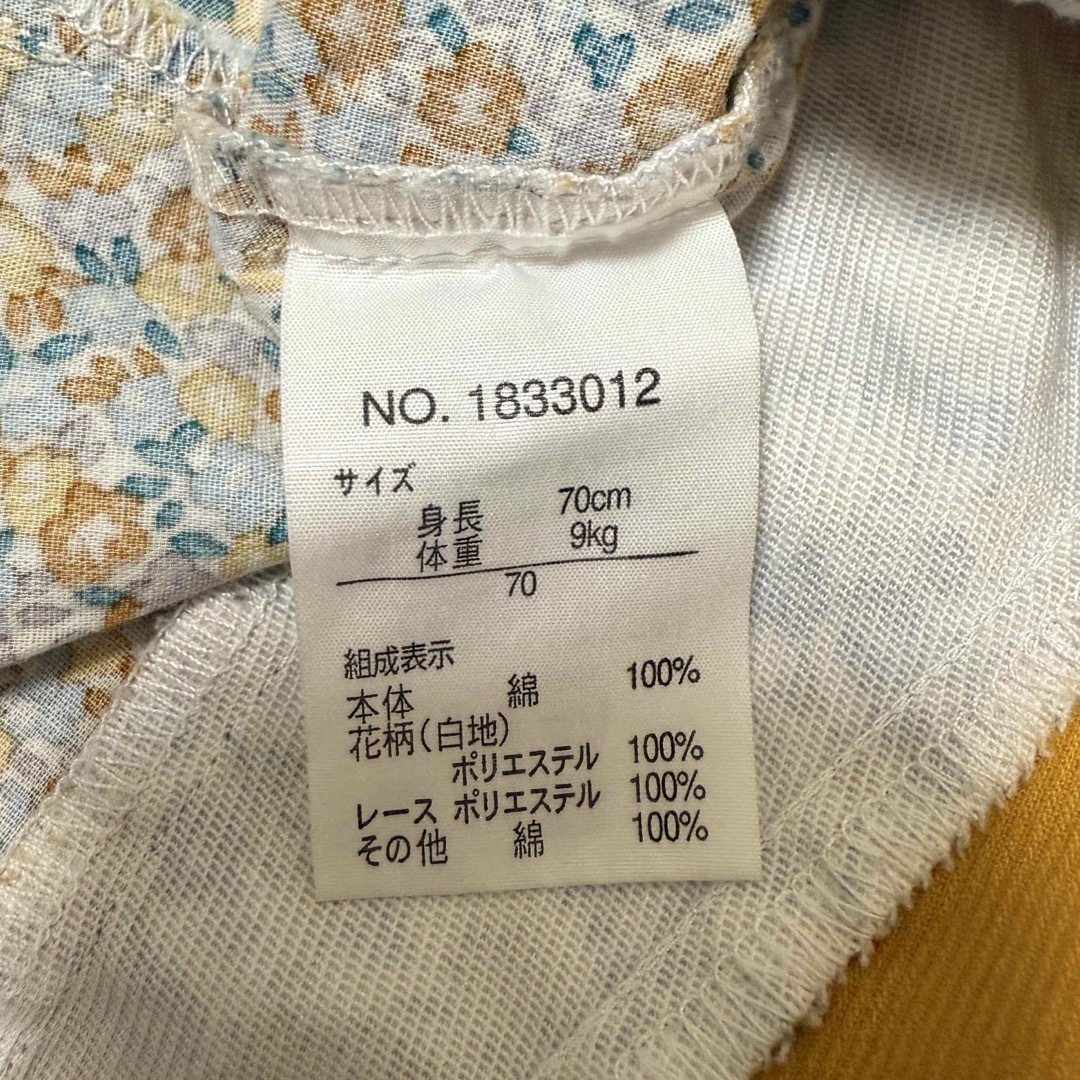 NO. 1833012
サイズ
身長 70cm
体重 9kg
70
組成表示
本体 綿 100%
花柄(白地)
ポリエステル 100%
レース ポリエステル 100%
その他 綿 100%